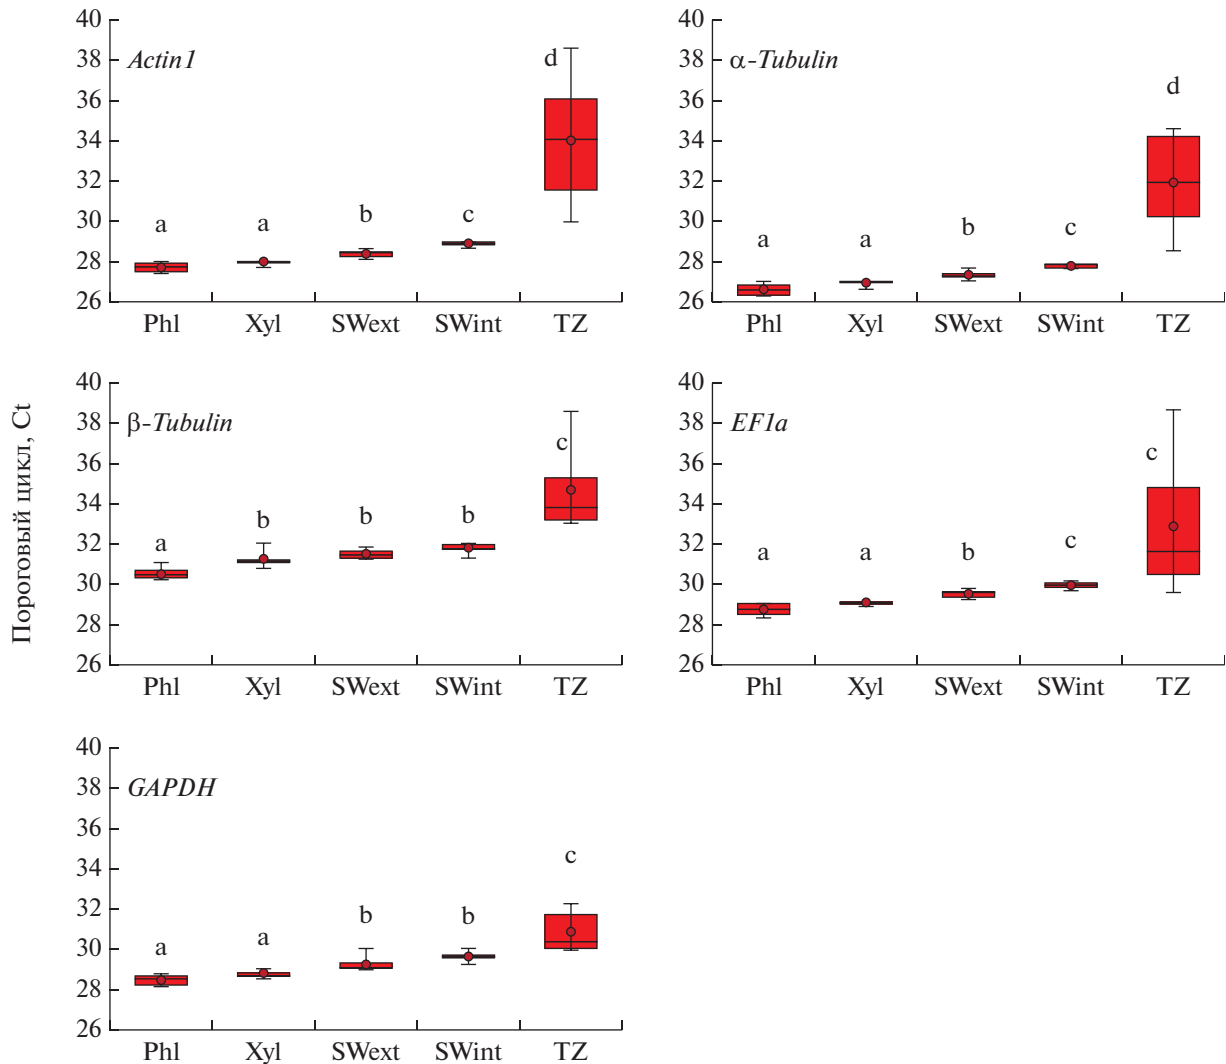 Пороговый цикл, Ct
40
38
36
34
32
30
28
26
Actin1
a
a
b
c
d
Phl Xyl SWext SWint TZ
40
38
36
34
32
30
28
26
α-Tubulin
a
a
b
c
d
Phl Xyl SWext SWint TZ
40
38
36
34
32
30
28
26
β-Tubulin
a
b
b
b
c
Phl Xyl SWext SWint TZ
40
38
36
34
32
30
28
26
EF1a
a
a
b
c
c
Phl Xyl SWext SWint TZ
40
38
36
34
32
30
28
26
GAPDH
a
a
b
b
c
Phl Xyl SWext SWint TZ